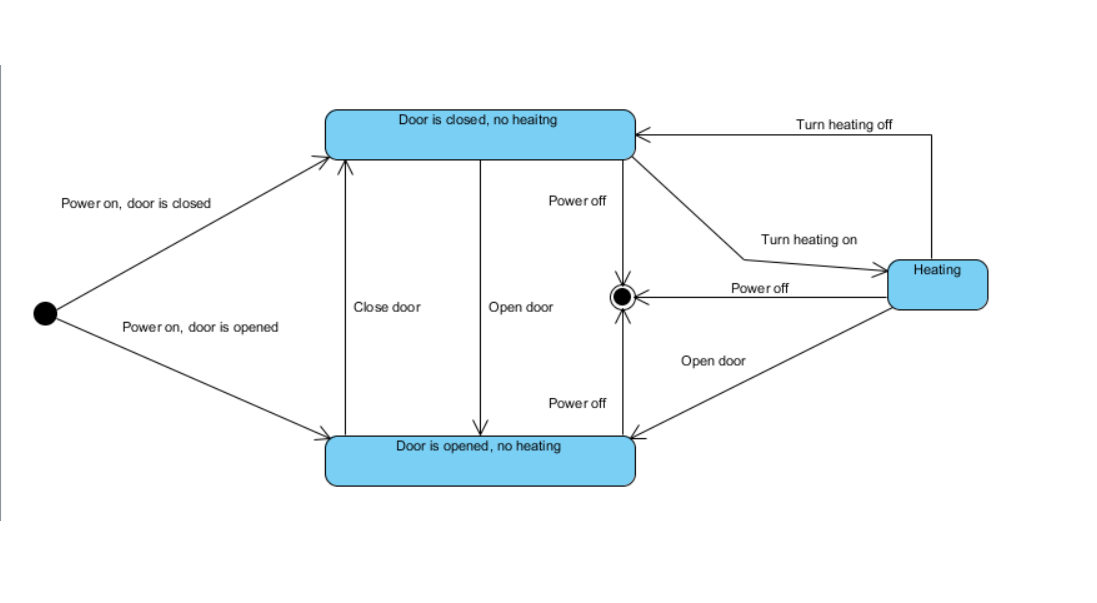 Door is closed, no heaitng
Turn heating off
Power on, door is closed
Power off
Turn heating on
Heating
Power off
Close door
Open door
Power on, door is opened
Open door
Power off
Door is opened, no heating